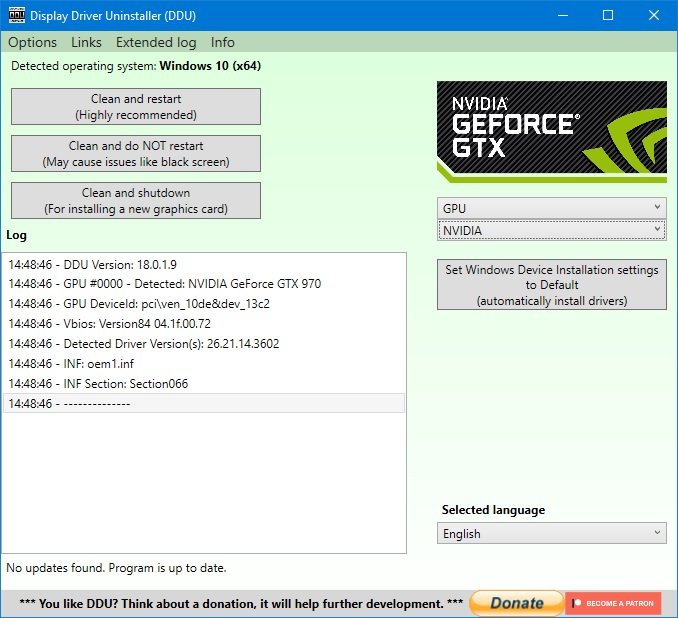 Display Driver Uninstaller (DDU)
Options Links Extended log Info
Detected operating system: Windows 10 (x64)
Clean and restart
(Highly recommended)
Clean and do NOT restart
(May cause issues like black screen)
Clean and shutdown
(For installing a new graphics card)
NVIDIA
GEFORCE®
GTX
GPU
NVIDIA
Set Windows Device Installation settings
to Default
(automatically install drivers)
Log
14:48:46 - DDU Version: 18.0.1.9
14:48:46 - GPU #0000 - Detected: NVIDIA GeForce GTX 970
14:48:46 - GPU DeviceId: pci\ven_10de&dev_13c2
14:48:46 - Vbios: Version84 04.1f.00.72
14:48:46 - Detected Driver Version(s): 26.21.14.3602
14:48:46 - INF: oem1.inf
14:48:46 - INF Section: Section066
14:48:46 - --------------
Selected language
English
No updates found. Program is up to date.
*** You like DDU? Think about a donation, it will help further development. ***
Donate
BECOME A PATRON